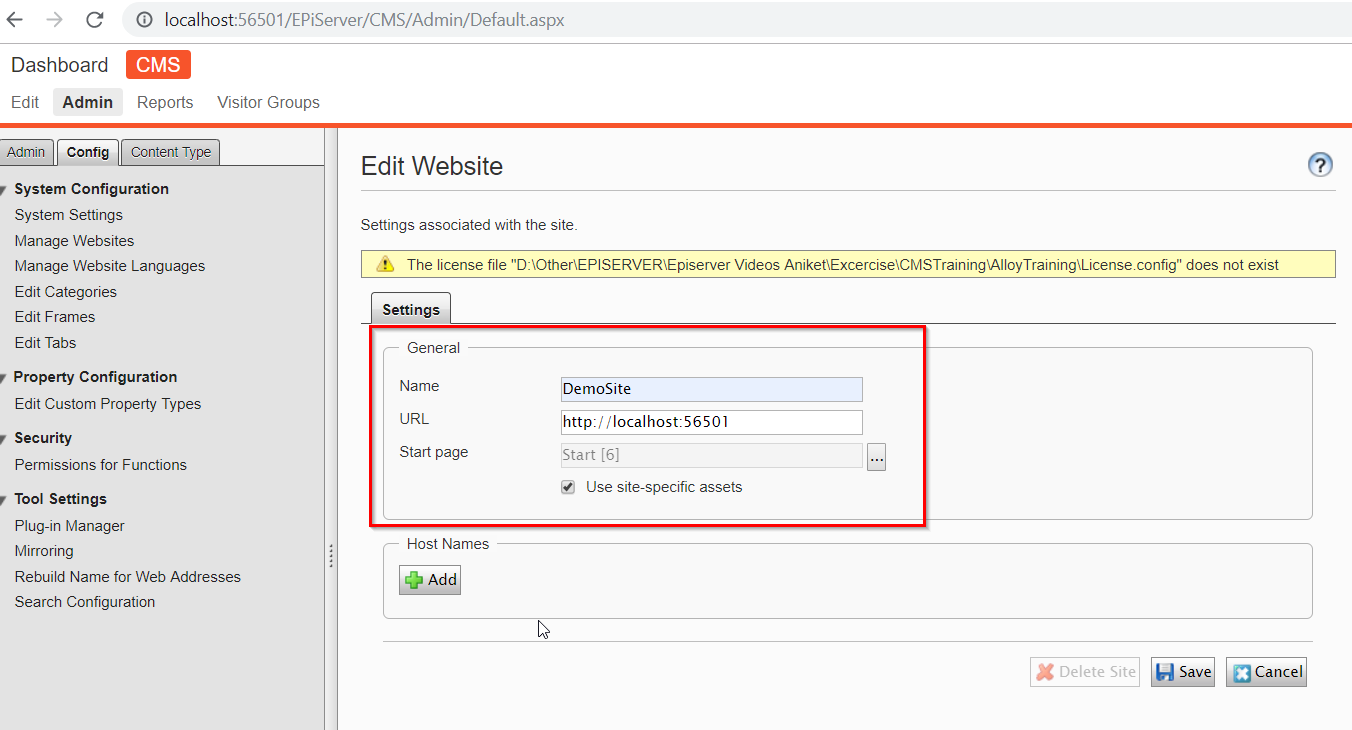 localhost:56501/EPiServer/CMS/Admin/Default.aspx
Dashboard CMS
Edit Admin Reports Visitor Groups
Admin Config Content Type
System Configuration
System Settings
Manage Websites
Manage Website Languages
Edit Categories
Edit Frames
Edit Tabs
Property Configuration
Edit Custom Property Types
Security
Permissions for Functions
Tool Settings
Plug-in Manager
Mirroring
Rebuild Name for Web Addresses
Search Configuration
Edit Website
?
Settings associated with the site.
The license file "D:\Other\EPISERVER\Episerver Videos Aniket\Excercise\CMSTraining\AlloyTraining\License.config" does not exist
Settings
General
Name DemoSite
URL http://localhost:56501
Start page Start [6] ...
Use site-specific assets
Host Names
Add
Delete Site Save Cancel